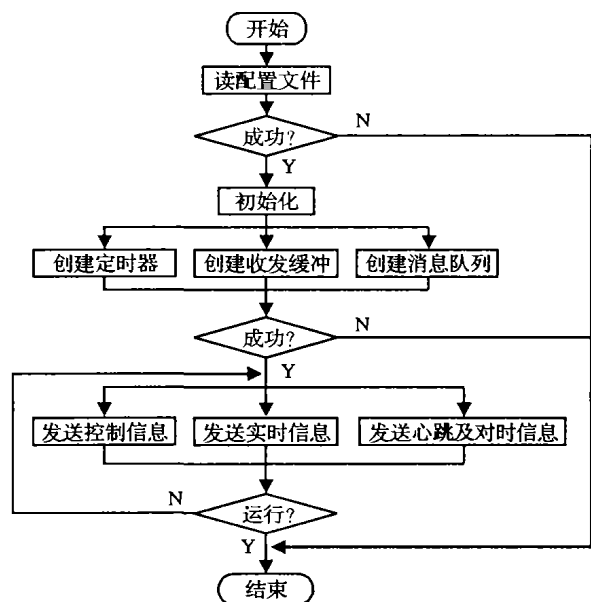 开始
读配置文件
成功?
N
Y
初始化
创建定时器
创建收发缓冲
创建消息队列
成功?
N
Y
发送控制信息
发送实时信息
发送心跳及对时信息
N
运行?
Y
结束